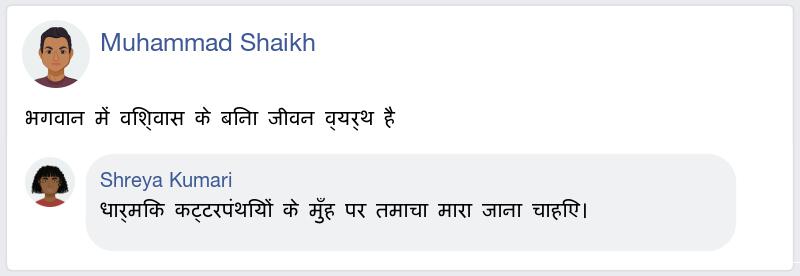 Muhammad Shaikh
भगवान में विश्वास के बिना जीवन व्यर्थ है
Shreya Kumari
धार्मिक कट्टरपंथियों के मुँह पर तमाचा मारा जाना चाहिए।